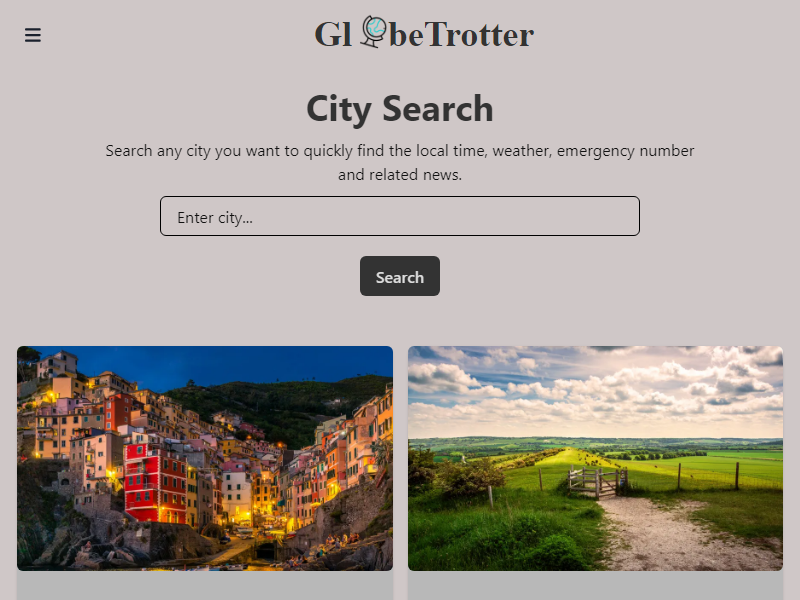 GlobeTrotter
City Search
Search any city you want to quickly find the local time, weather, emergency number
and related news.
Enter city...
Search